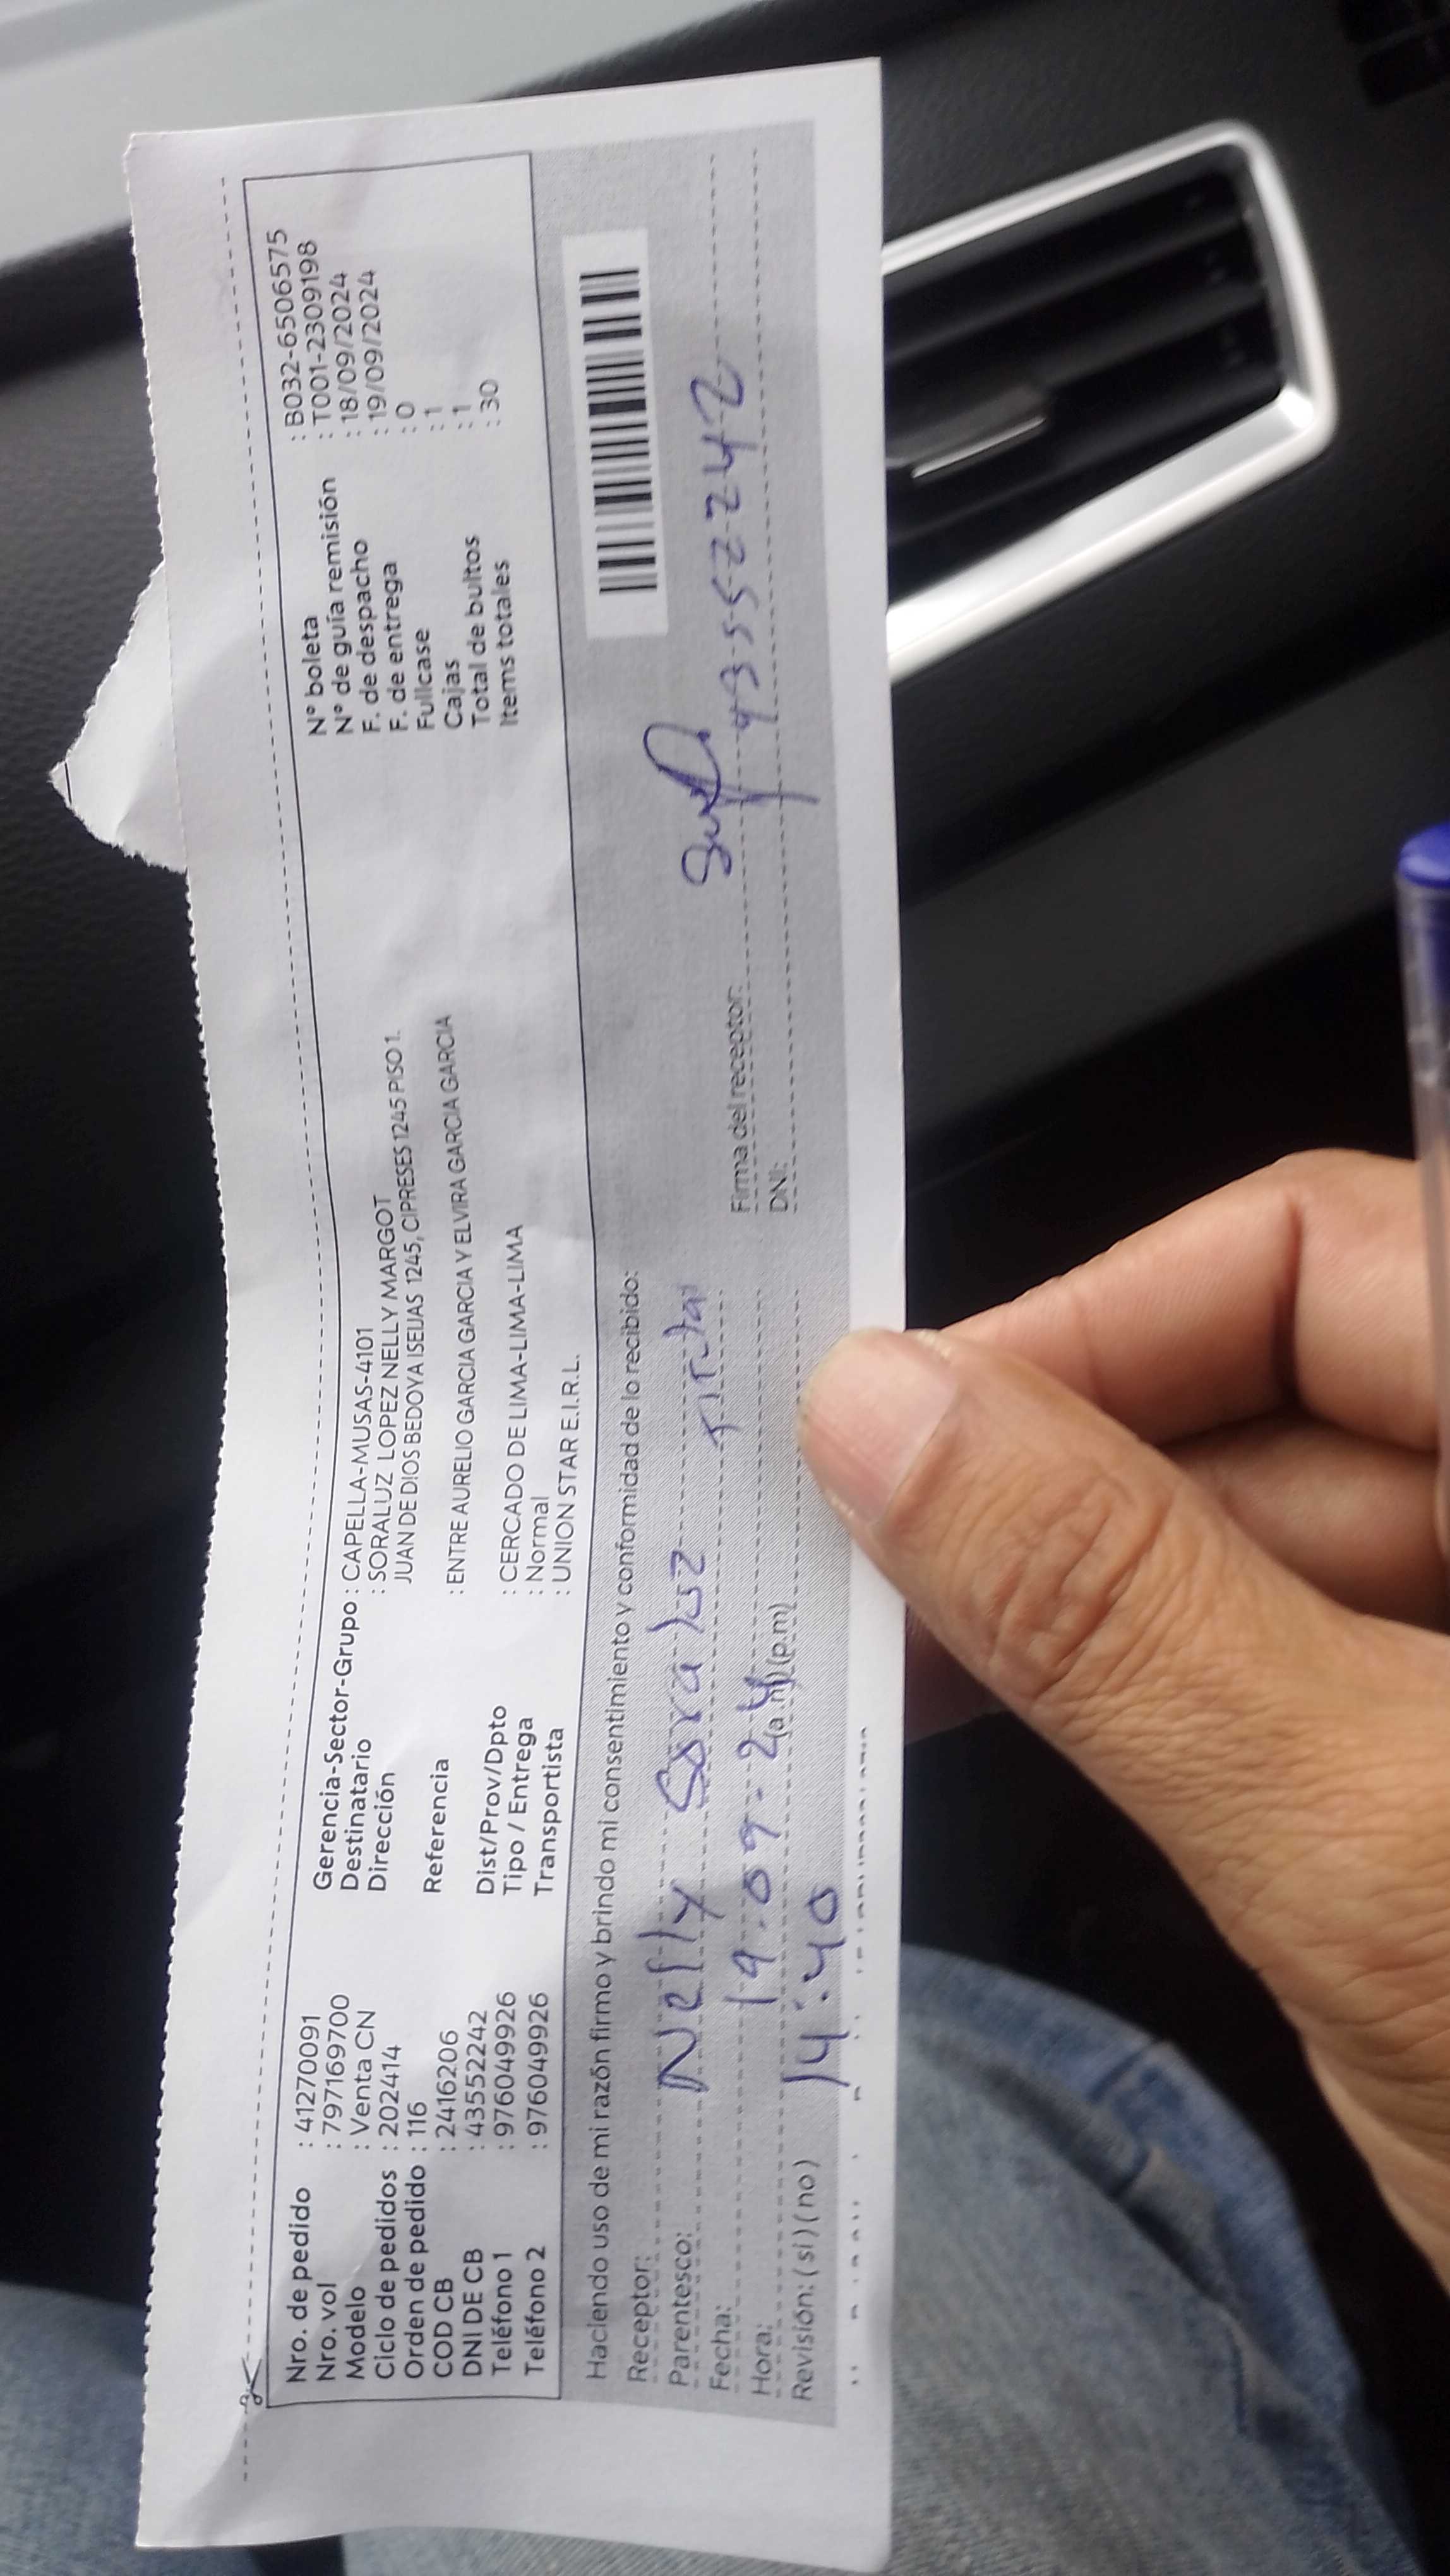 Nro. de pedido : 41270091
Nro. vol : 797169700
Modelo : Venta CN
Ciclo de pedidos : 202414
Orden de pedido : 116
COD CB : 2416206
DNI DE CB : 43552242
Teléfono 1 : 976049926
Teléfono 2 : 976049926
Gerencia-Sector-Grupo : CAPELLA-MUSAS-4101
Destinatario : SORALUZ LOPEZ NELLY MARGOT
Dirección JUAN DE DIOS BEDOYA ISEIJAS 1245, CIPRESES 1245 PISO 1.
Referencia : ENTRE AURELIO GARCIA GARCIA Y ELVIRA GARCIA GARCIA
Dist/Prov/Dpto : CERCADO DE LIMA-LIMA-LIMA
Tipo / Entrega : Normal
Transportista : UNION STAR E.I.R.L.
N° boleta : B032-6506575
N° de guía remisión : T001-2309198
F. de despacho : 18/09/2024
F. de entrega : 19/09/2024
Fullcase : 0
Cajas : 1
Total de bultos : 1
Items totales : 30
Haciendo uso de mi razón firmo y brindo mi consentimiento y conformidad de lo recibido:
Receptor: Nelly Soraluz
Parentesco: Titular
Fecha: 19.09.24
Hora: 14:40 (a.m) (p.m)
Revisión: (si) (no)
Firma del receptor:
DNI: 43552242